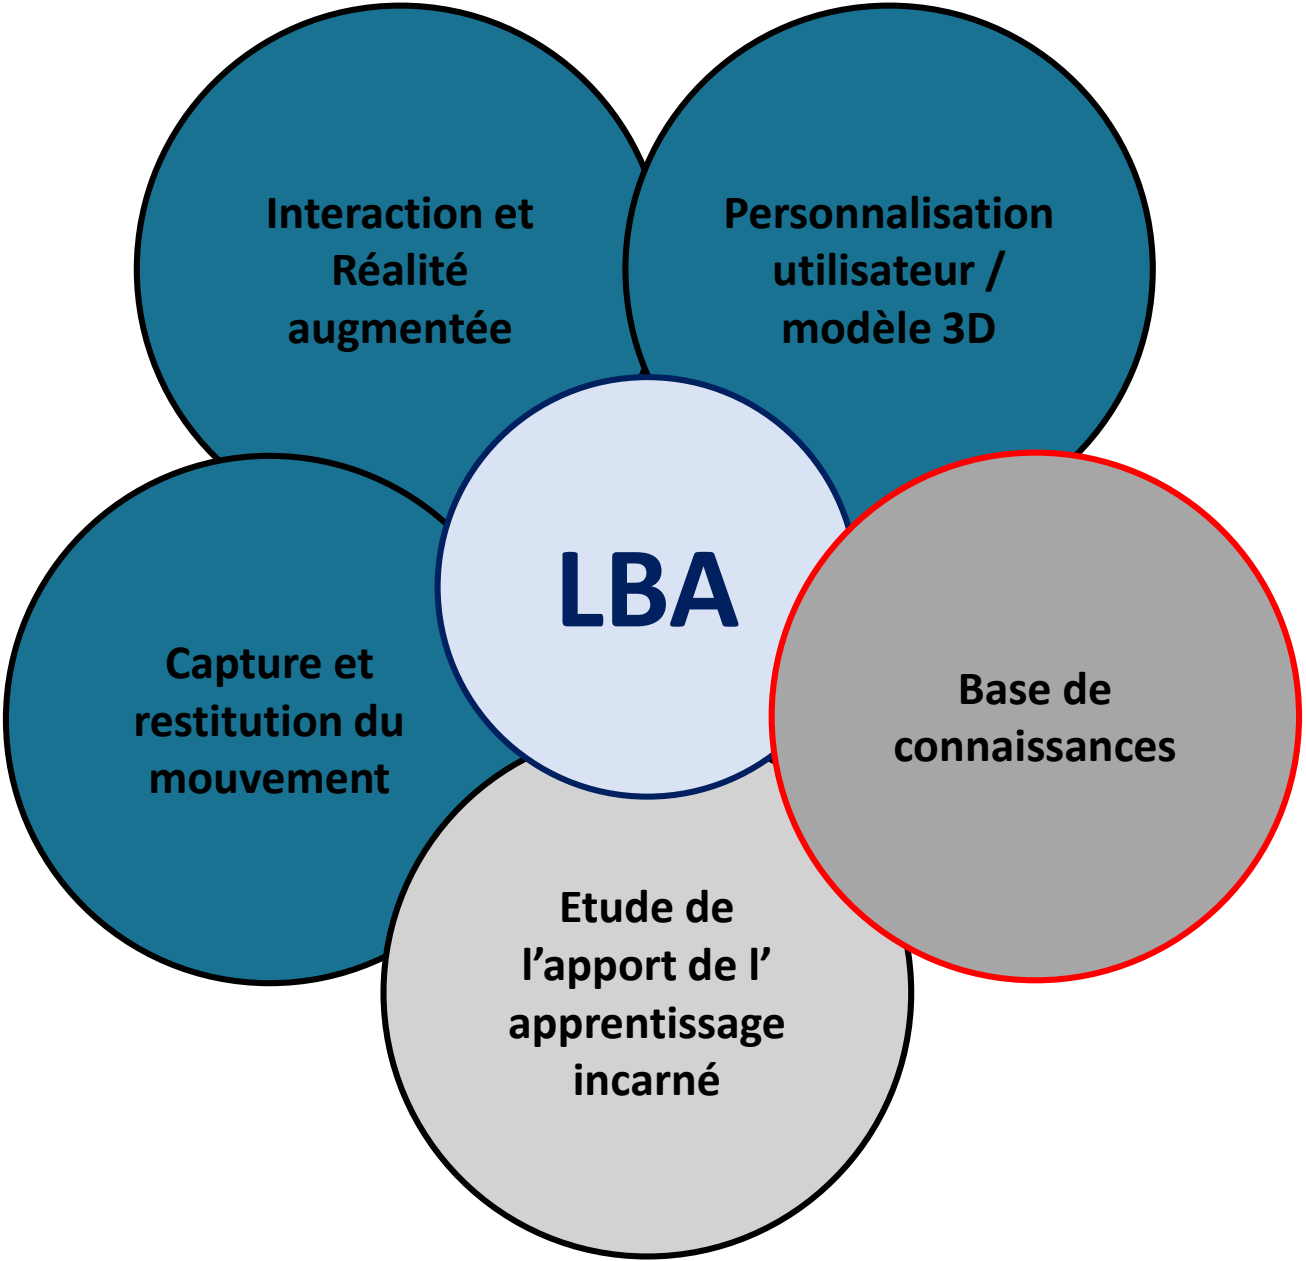 Interaction et
Réalité
augmentée
Personnalisation
utilisateur /
modèle 3D
LBA
Capture et
restitution du
mouvement
Base de
connaissances
Etude de
l’apport de l’
apprentissage
incarné